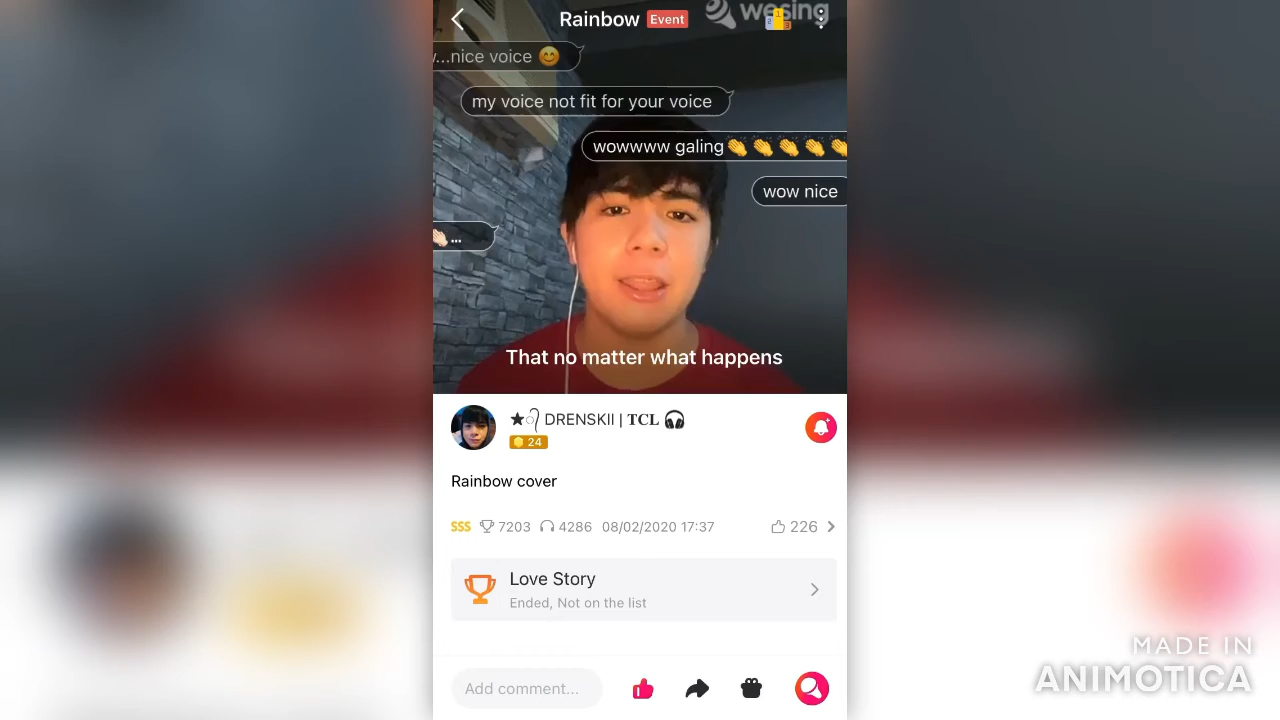 Rainbow Event
wesing
...nice voice 😊
my voice not fit for your voice
wowwww galing👏👏👏👏👏
wow nice
👏🏻...
That no matter what happens
★᭄ DRENSKII | 𝐓𝐂𝐋 🎧
24
Rainbow cover
SSS 7203 4286 08/02/2020 17:37 226
Love Story
Ended, Not on the list
Add comment...
MADE IN
ANIMOTICA